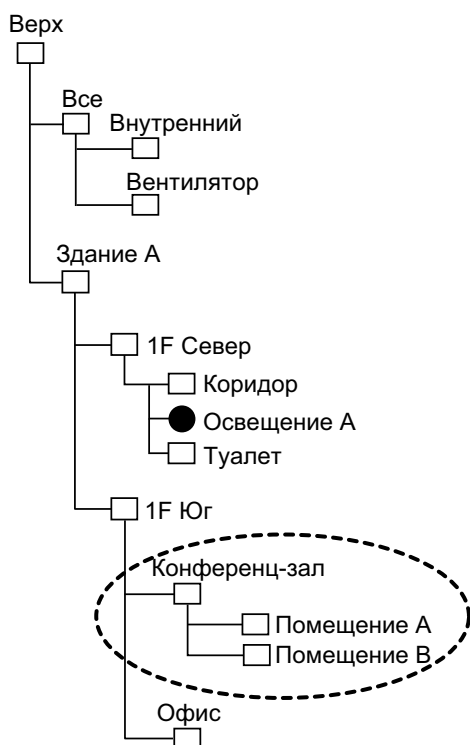 Верх
Все
Внутренний
Вентилятор
Здание А
1F Север
Коридор
Освещение А
Туалет
1F Юг
Конференц-зал
Помещение А
Помещение В
Офис